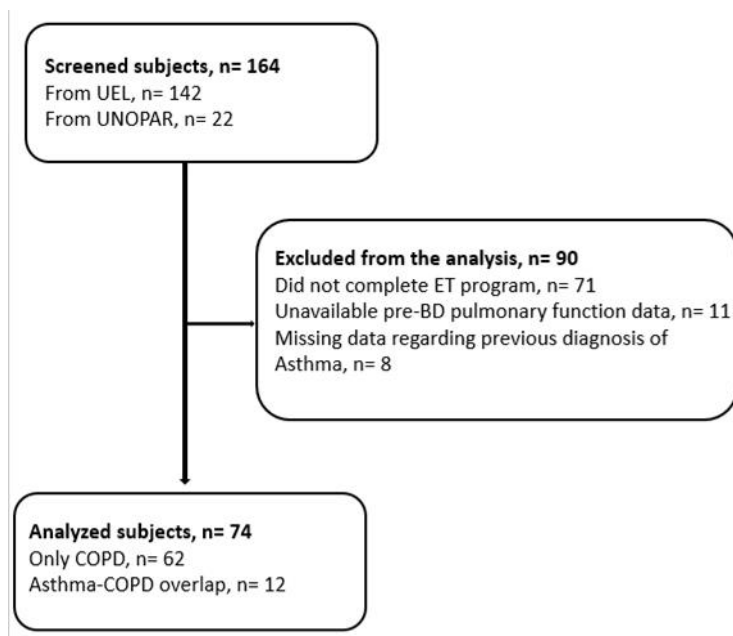 Screened subjects, n= 164
From UEL, n= 142
From UNOPAR, n= 22
Excluded from the analysis, n= 90
Did not complete ET program, n= 71
Unavailable pre-BD pulmonary function data, n= 11
Missing data regarding previous diagnosis of
Asthma, n= 8
Analyzed subjects, n= 74
Only COPD, n= 62
Asthma-COPD overlap, n= 12